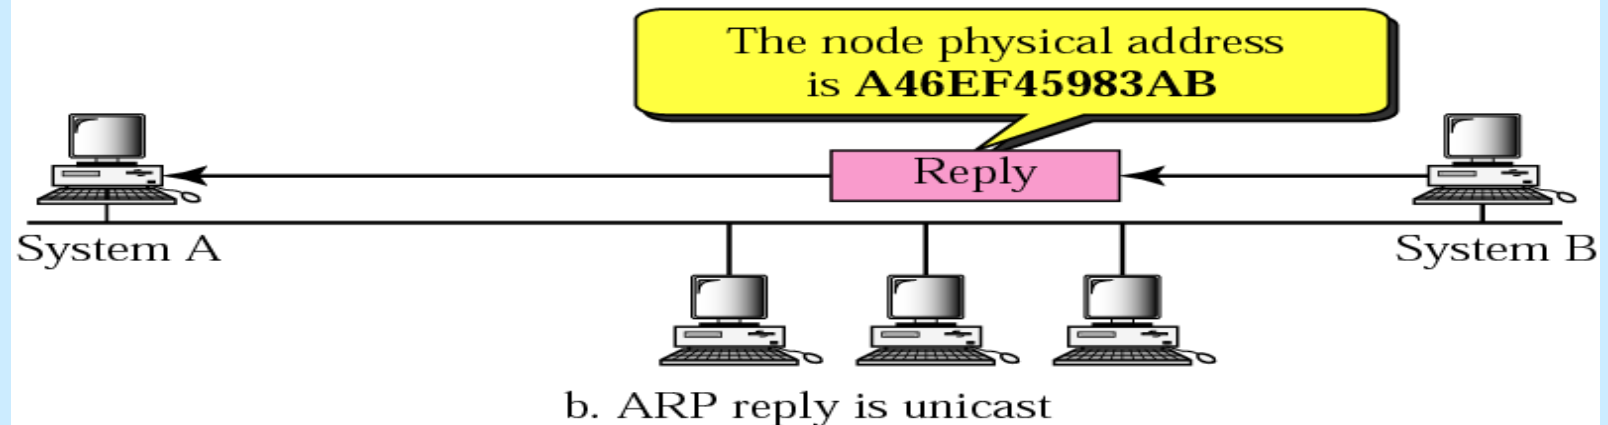 The node physical address
is A46EF45983AB
Reply
System A
System B
b. ARP reply is unicast